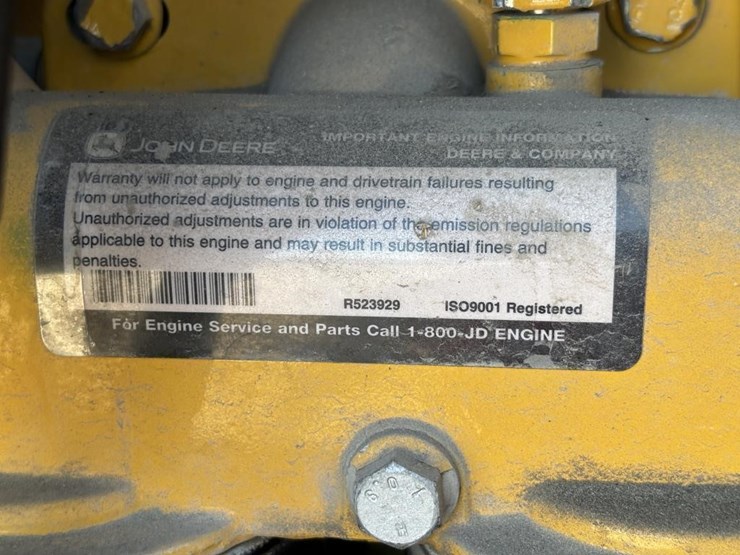 JOHN DEERE
IMPORTANT ENGINE INFORMATION
DEERE & COMPANY
Warranty will not apply to engine and drivetrain failures resulting
from unauthorized adjustments to this engine.
Unauthorized adjustments are in violation of the emission regulations
applicable to this engine and may result in substantial fines and
penalties.
R523929 ISO9001 Registered
For Engine Service and Parts Call 1-800-JD ENGINE